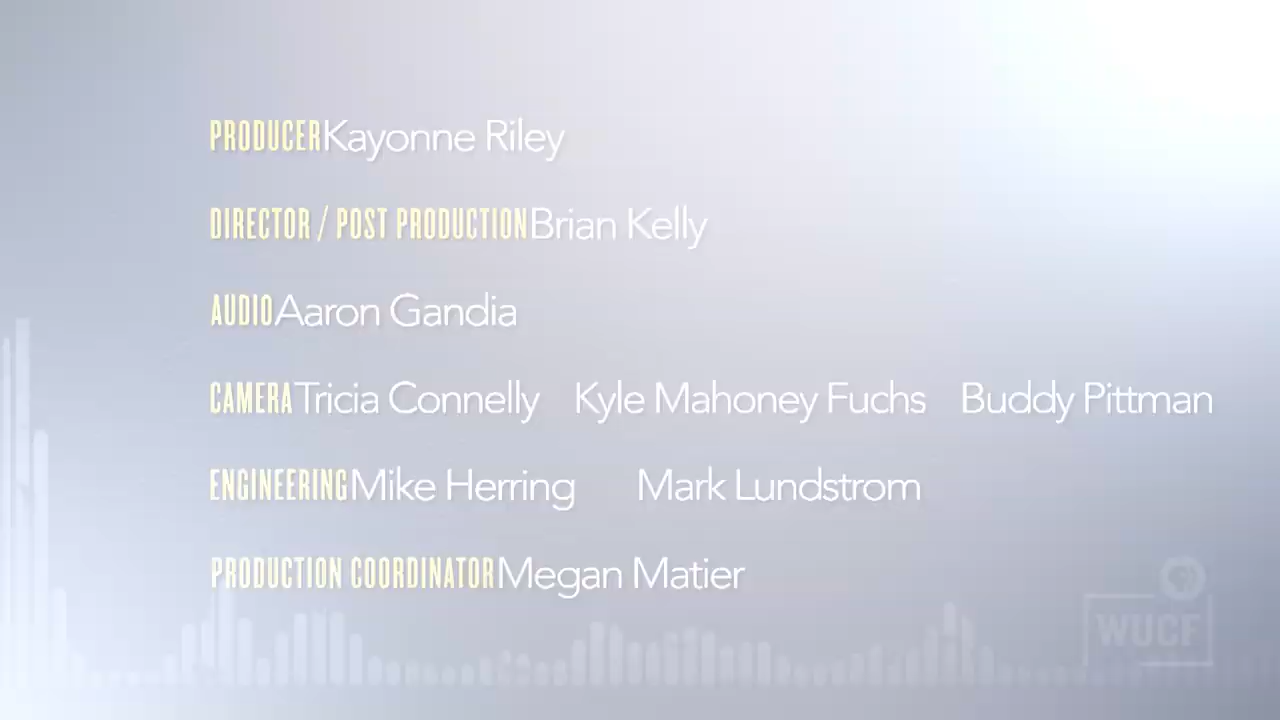 PRODUCER Kayonne Riley
DIRECTOR / POST PRODUCTION Brian Kelly
AUDIO Aaron Gandia
CAMERA Tricia Connelly Kyle Mahoney Fuchs Buddy Pittman
ENGINEERING Mike Herring Mark Lundstrom
PRODUCTION COORDINATOR Megan Matier
WUCF